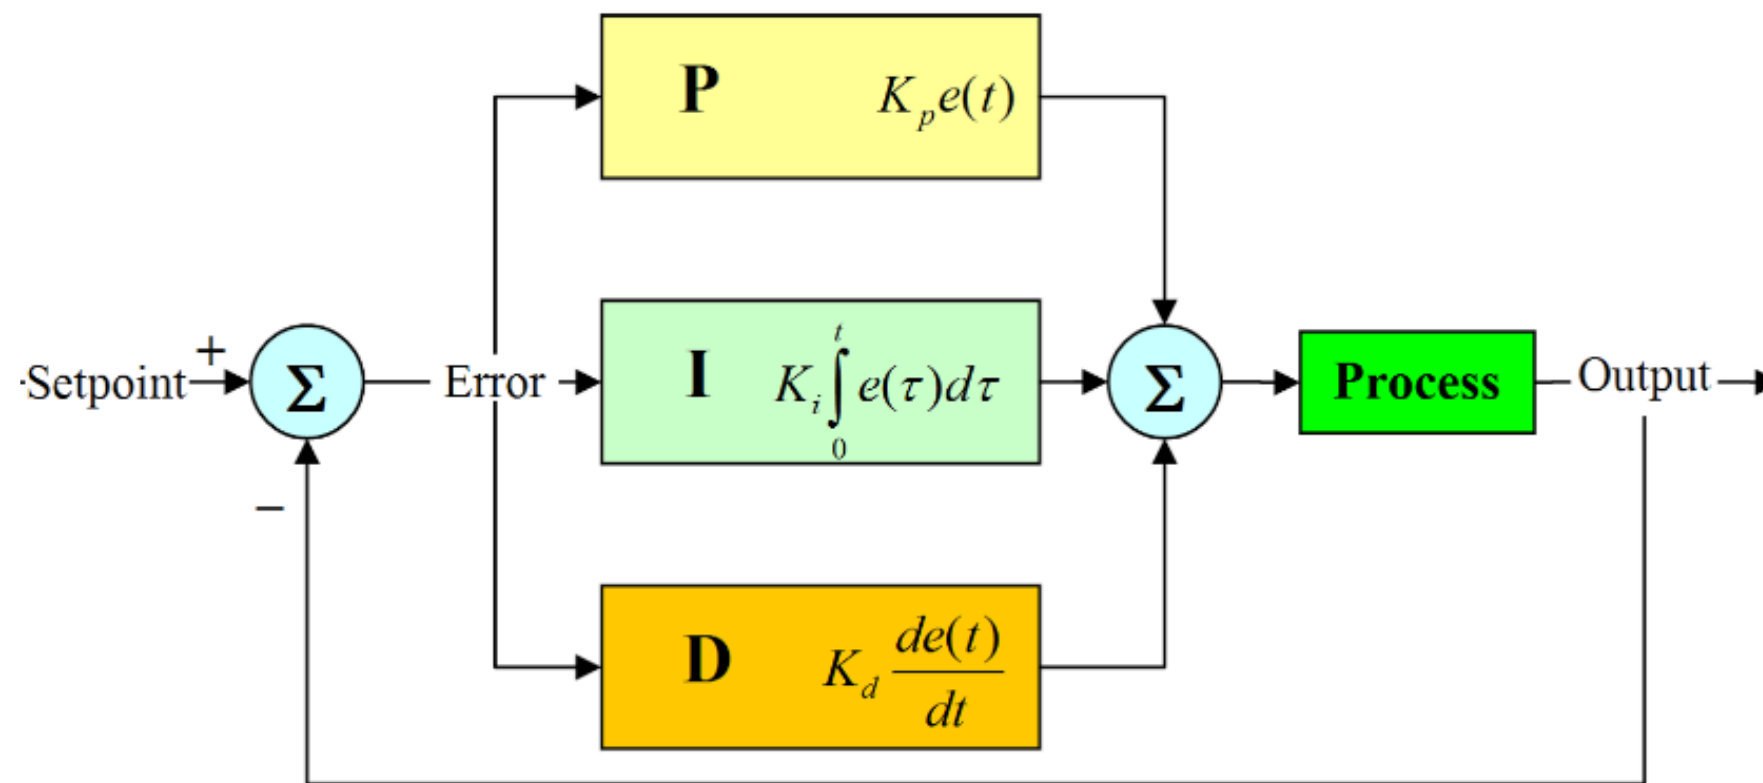 P K_p e(t)
Setpoint + Σ Error I K_i ∫_0^t e(τ)dτ Σ Process Output
−
D K_d de(t)/dt